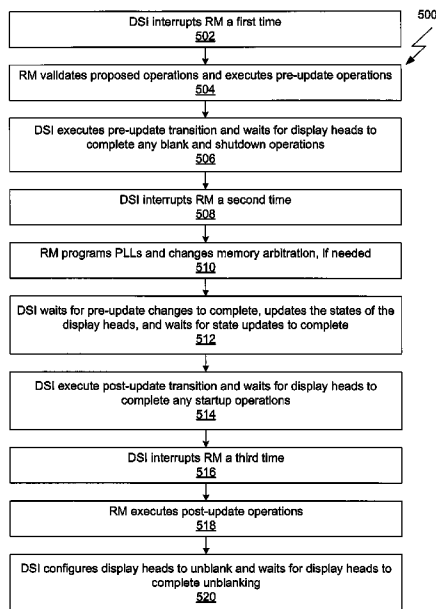 500
DSI interrupts RM a first time
502
RM validates proposed operations and executes pre-update operations
504
DSI executes pre-update transition and waits for display heads to
complete any blank and shutdown operations
506
DSI interrupts RM a second time
508
RM programs PLLs and changes memory arbitration, if needed
510
DSI waits for pre-update changes to complete, updates the states of the
display heads, and waits for state updates to complete
512
DSI execute post-update transition and waits for display heads to
complete any startup operations
514
DSI interrupts RM a third time
516
RM executes post-update operations
518
DSI configures display heads to unblank and waits for display heads to
complete unblanking
520